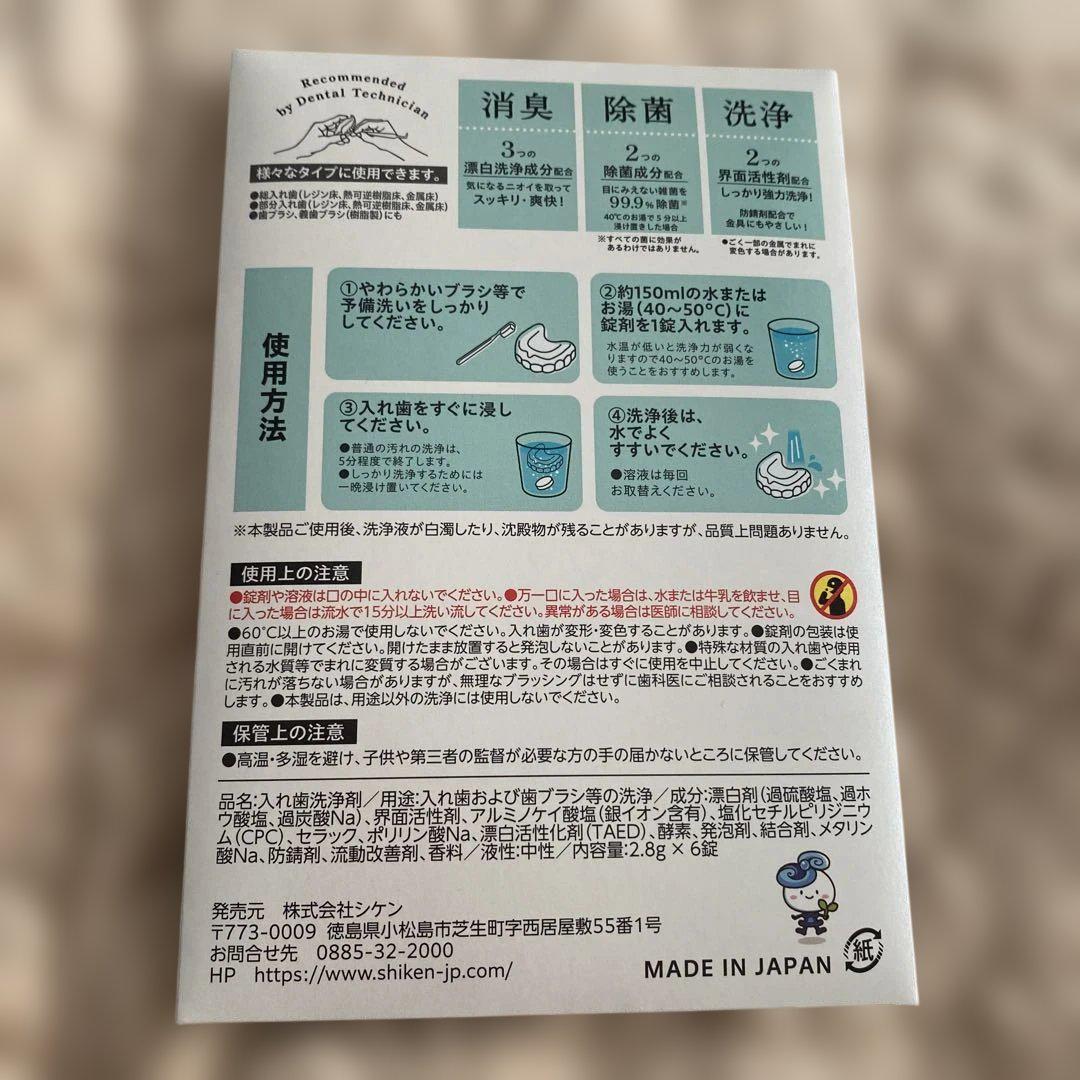 Recommended
by Dental Technician
様々なタイプに使用できます。
●総入れ歯(レジン床、熱可逆樹脂床、金属床)
●部分入れ歯(レジン床、熱可逆樹脂床、金属床)
●歯ブラシ、義歯ブラシ(樹脂製)にも
消臭
3つの
漂白洗浄成分配合
気になるニオイを取って
スッキリ・爽快!
除菌
2つの
除菌成分配合
目にみえない雑菌を
99.9%除菌※
40℃のお湯で5分以上
浸け置きした場合
※すべての菌に効果が
あるわけではありません。
洗浄
2つの
界面活性剤配合
しっかり強力洗浄!
防錆剤配合で
金具にもやさしい!
●ごく一部の金属でまれに
変色する場合があります。
使用方法
①やわらかいブラシ等で
予備洗いをしっかり
してください。
②約150mlの水または
お湯(40〜50°C)に
錠剤を1錠入れます。
水温が低いと洗浄力が弱くな
りますので40〜50°Cのお湯を
使うことをおすすめします。
③入れ歯をすぐに浸し
てください。
●普通の汚れの洗浄は、
5分程度で終了します。
●しっかり洗浄するためには
一晩浸け置いてください。
④洗浄後は、
水でよく
すすいでください。
●溶液は毎回
お取替えください。
※本製品ご使用後、洗浄液が白濁したり、沈殿物が残ることがありますが、品質上問題ありません。
使用上の注意
●錠剤や溶液は口の中に入れないでください。●万一口に入った場合は、水または牛乳を飲ませ、目
に入った場合は流水で15分以上洗い流してください。異常がある場合は医師に相談してください。
●60°C以上のお湯で使用しないでください。入れ歯が変形・変色することがあります。●錠剤の包装は使
用直前に開けてください。開けたまま放置すると発泡しないことがあります。●特殊な材質の入れ歯や使用
される水質等でまれに変質する場合がございます。その場合はすぐに使用を中止してください。●ごくまれ
に汚れが落ちない場合がありますが、無理なブラッシングはせずに歯科医にご相談されることをおすすめ
します。●本製品は、用途以外の洗浄には使用しないでください。
保管上の注意
●高温・多湿を避け、子供や第三者の監督が必要な方の手の届かないところに保管してください。
品名:入れ歯洗浄剤/用途:入れ歯および歯ブラシ等の洗浄/成分:漂白剤(過硫酸塩、過ホ
ウ酸塩、過炭酸Na)、界面活性剤、アルミノケイ酸塩(銀イオン含有)、塩化セチルピリジニウ
ム(CPC)、セラック、ポリリン酸Na、漂白活性化剤(TAED)、酵素、発泡剤、結合剤、メタリン
酸Na、防錆剤、流動改善剤、香料/液性:中性/内容量:2.8g×6錠
発売元 株式会社シケン
〒773-0009 徳島県小松島市芝生町字西居屋敷55番1号
お問合せ先 0885-32-2000
HP https://www.shiken-jp.com/
MADE IN JAPAN
紙